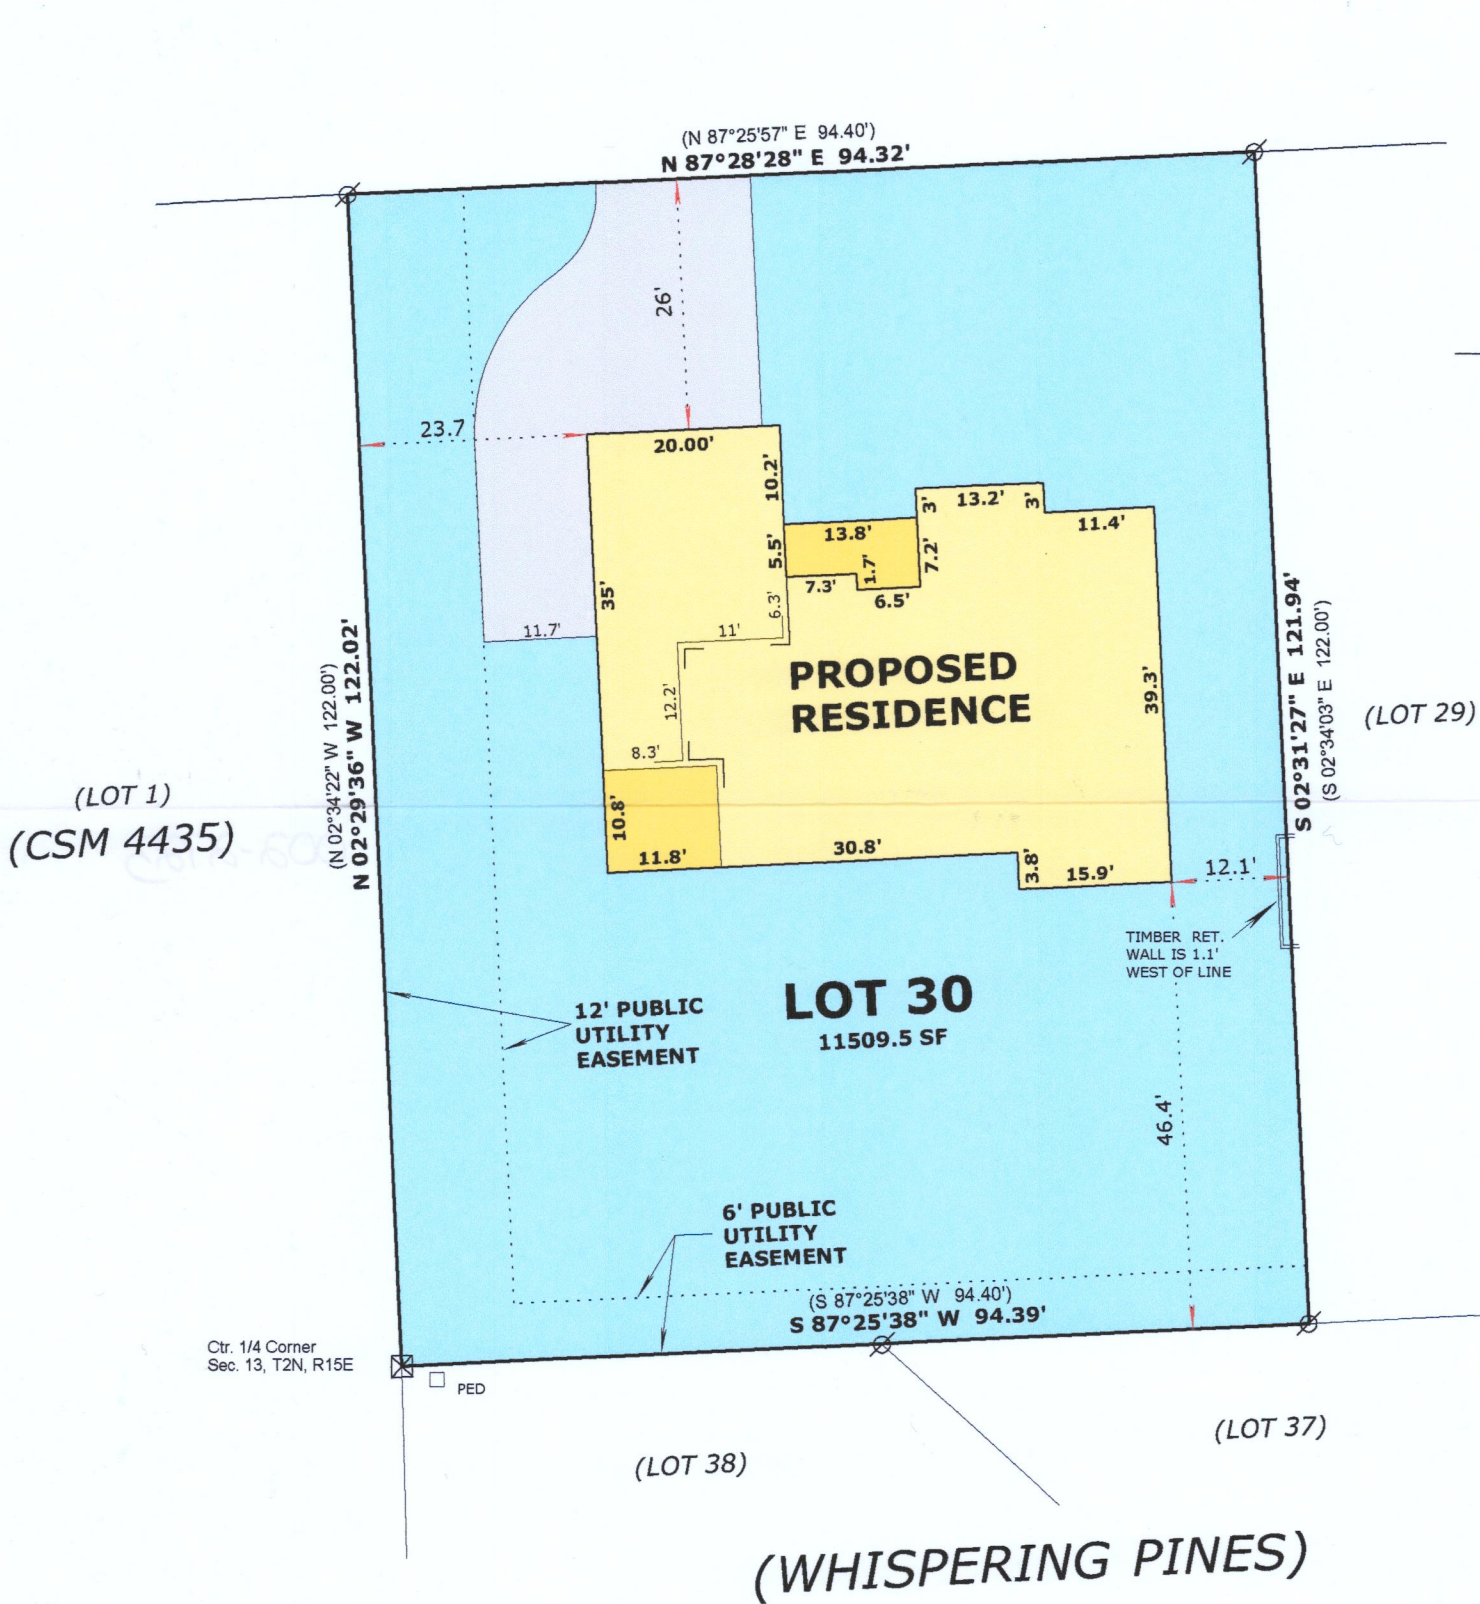 (N 87°25'57" E 94.40')
N 87°28'28" E 94.32'
26'
23.7
20.00'
10.2'
13.2'
3'
3'
11.4'
13.8'
5.5'
7.2'
1.7'
7.3'
6.5'
35'
6.3'
11.7'
11'
PROPOSED
RESIDENCE
12.2'
39.3'
8.3'
10.8'
11.8'
30.8'
3.8'
15.9'
12.1'
(N 02°34'22" W 122.00')
N 02°29'36" W 122.02'
S 02°31'27" E 121.94'
(S 02°34'03" E 122.00')
(LOT 29)
(LOT 1)
(CSM 4435)
TIMBER RET.
WALL IS 1.1'
WEST OF LINE
LOT 30
11509.5 SF
12' PUBLIC
UTILITY
EASEMENT
46.4'
6' PUBLIC
UTILITY
EASEMENT
(S 87°25'38" W 94.40')
S 87°25'38" W 94.39'
Ctr. 1/4 Corner
Sec. 13, T2N, R15E
PED
(LOT 38)
(LOT 37)
(WHISPERING PINES)